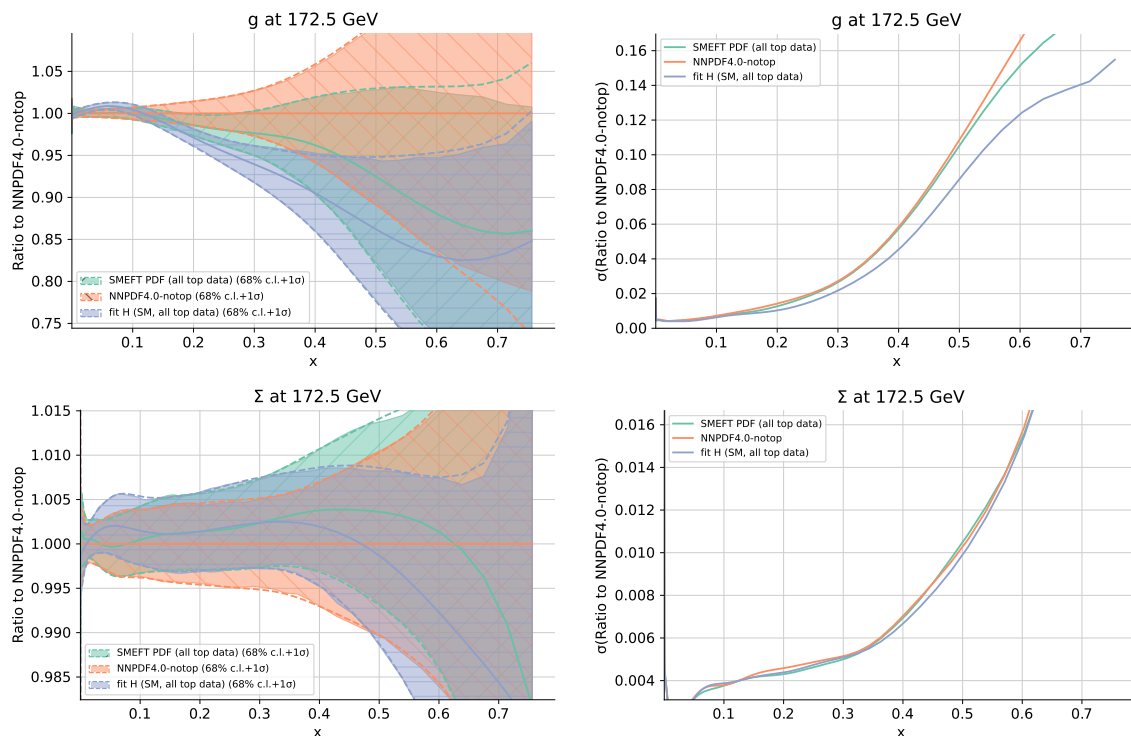 g at 172.5 GeV
Ratio to NNPDF4.0-notop
1.05
1.00
0.95
0.90
0.85
0.80
0.75
SMEFT PDF (all top data) (68% c.l.+1σ)
NNPDF4.0-notop (68% c.l.+1σ)
fit H (SM, all top data) (68% c.l.+1σ)
0.1 0.2 0.3 0.4 0.5 0.6 0.7
x
g at 172.5 GeV
σ(Ratio to NNPDF4.0-notop)
0.16
0.14
0.12
0.10
0.08
0.06
0.04
0.02
0.00
SMEFT PDF (all top data)
NNPDF4.0-notop
fit H (SM, all top data)
0.1 0.2 0.3 0.4 0.5 0.6 0.7
x
Σ at 172.5 GeV
Ratio to NNPDF4.0-notop
1.015
1.010
1.005
1.000
0.995
0.990
0.985
SMEFT PDF (all top data) (68% c.l.+1σ)
NNPDF4.0-notop (68% c.l.+1σ)
fit H (SM, all top data) (68% c.l.+1σ)
0.1 0.2 0.3 0.4 0.5 0.6 0.7
x
Σ at 172.5 GeV
σ(Ratio to NNPDF4.0-notop)
0.016
0.014
0.012
0.010
0.008
0.006
0.004
SMEFT PDF (all top data)
NNPDF4.0-notop
fit H (SM, all top data)
0.1 0.2 0.3 0.4 0.5 0.6 0.7
x